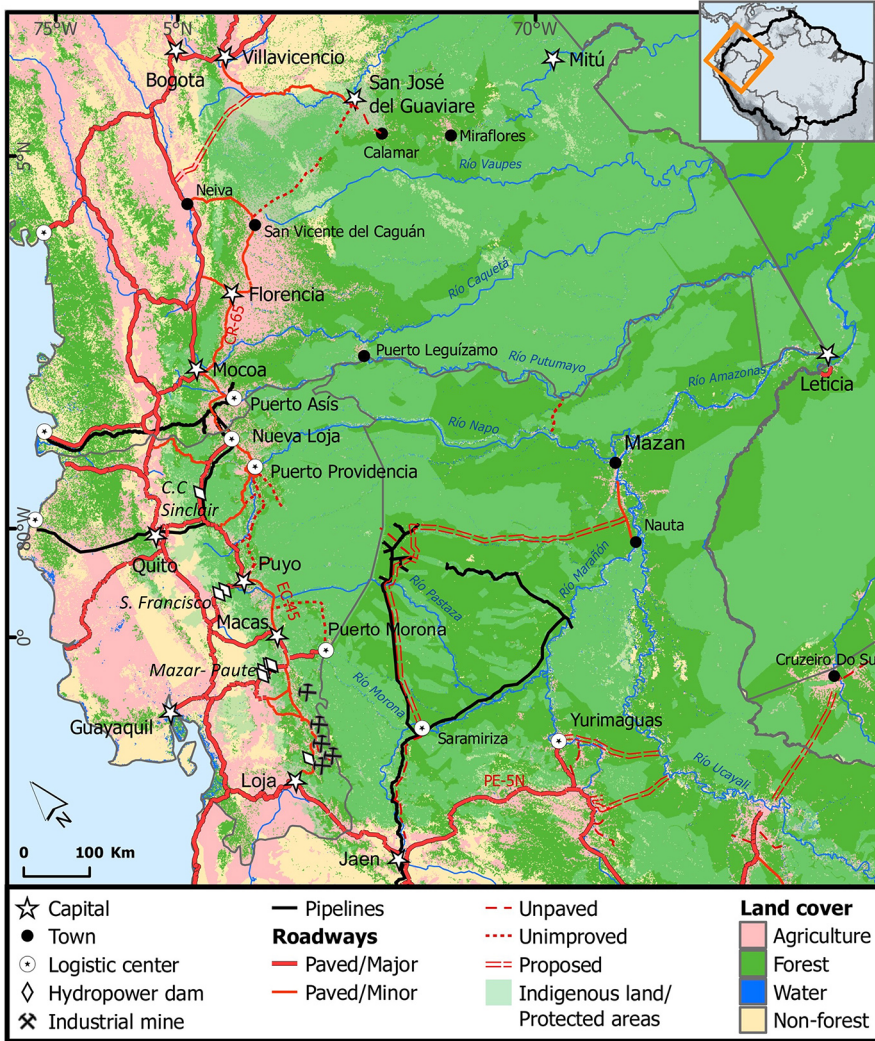 75°W
5°N
70°W
Bogota
Villavicencio
Mitú
San José
del Guaviare
Calamar
Miraflores
5°N
Río Vaupes
Neiva
San Vicente del Caguán
Río Caquetá
Florencia
CR-65
Mocoa
Puerto Leguízamo
Río Putumayo
Río Amazonas
Leticia
Puerto Asís
Río Napo
Nueva Loja
Mazan
Puerto Providencia
C.C
Sinclair
Nauta
80°W
Quito
Puyo
Río Marañón
S. Francisco
EC-45
Río Pastaza
Macas
0°
Puerto Morona
Mazar- Paute
Cruzeiro Do Su
Río Morona
Guayaquil
Yurimaguas
Saramiriza
Río Ucayali
Loja
PE-5N
N
0 100 Km
Jaen
Capital
Town
Logistic center
Hydropower dam
Industrial mine
Pipelines
Roadways
Paved/Major
Paved/Minor
Unpaved
Unimproved
Proposed
Indigenous land/
Protected areas
Land cover
Agriculture
Forest
Water
Non-forest